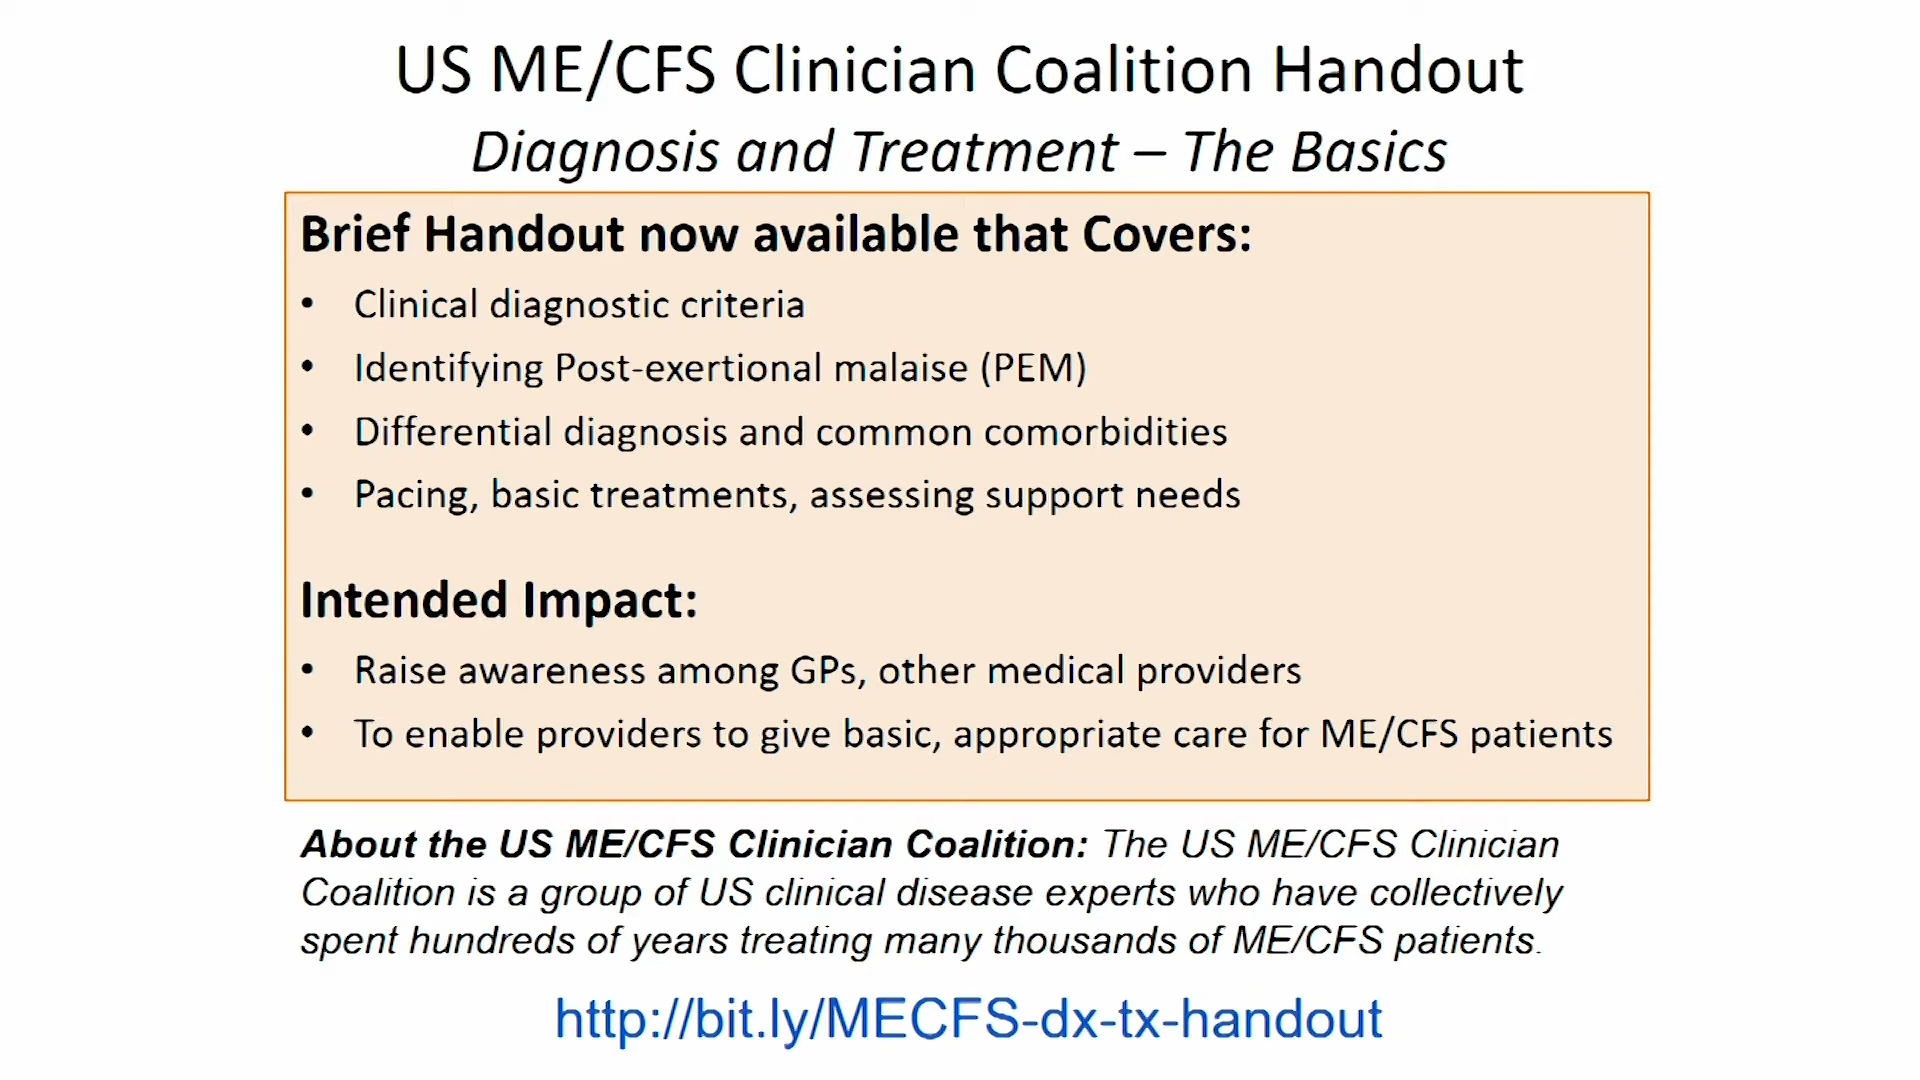 US ME/CFS Clinician Coalition Handout
Diagnosis and Treatment – The Basics
Brief Handout now available that Covers:
• Clinical diagnostic criteria
• Identifying Post-exertional malaise (PEM)
• Differential diagnosis and common comorbidities
• Pacing, basic treatments, assessing support needs
Intended Impact:
• Raise awareness among GPs, other medical providers
• To enable providers to give basic, appropriate care for ME/CFS patients
About the US ME/CFS Clinician Coalition: The US ME/CFS Clinician
Coalition is a group of US clinical disease experts who have collectively
spent hundreds of years treating many thousands of ME/CFS patients.
http://bit.ly/MECFS-dx-tx-handout